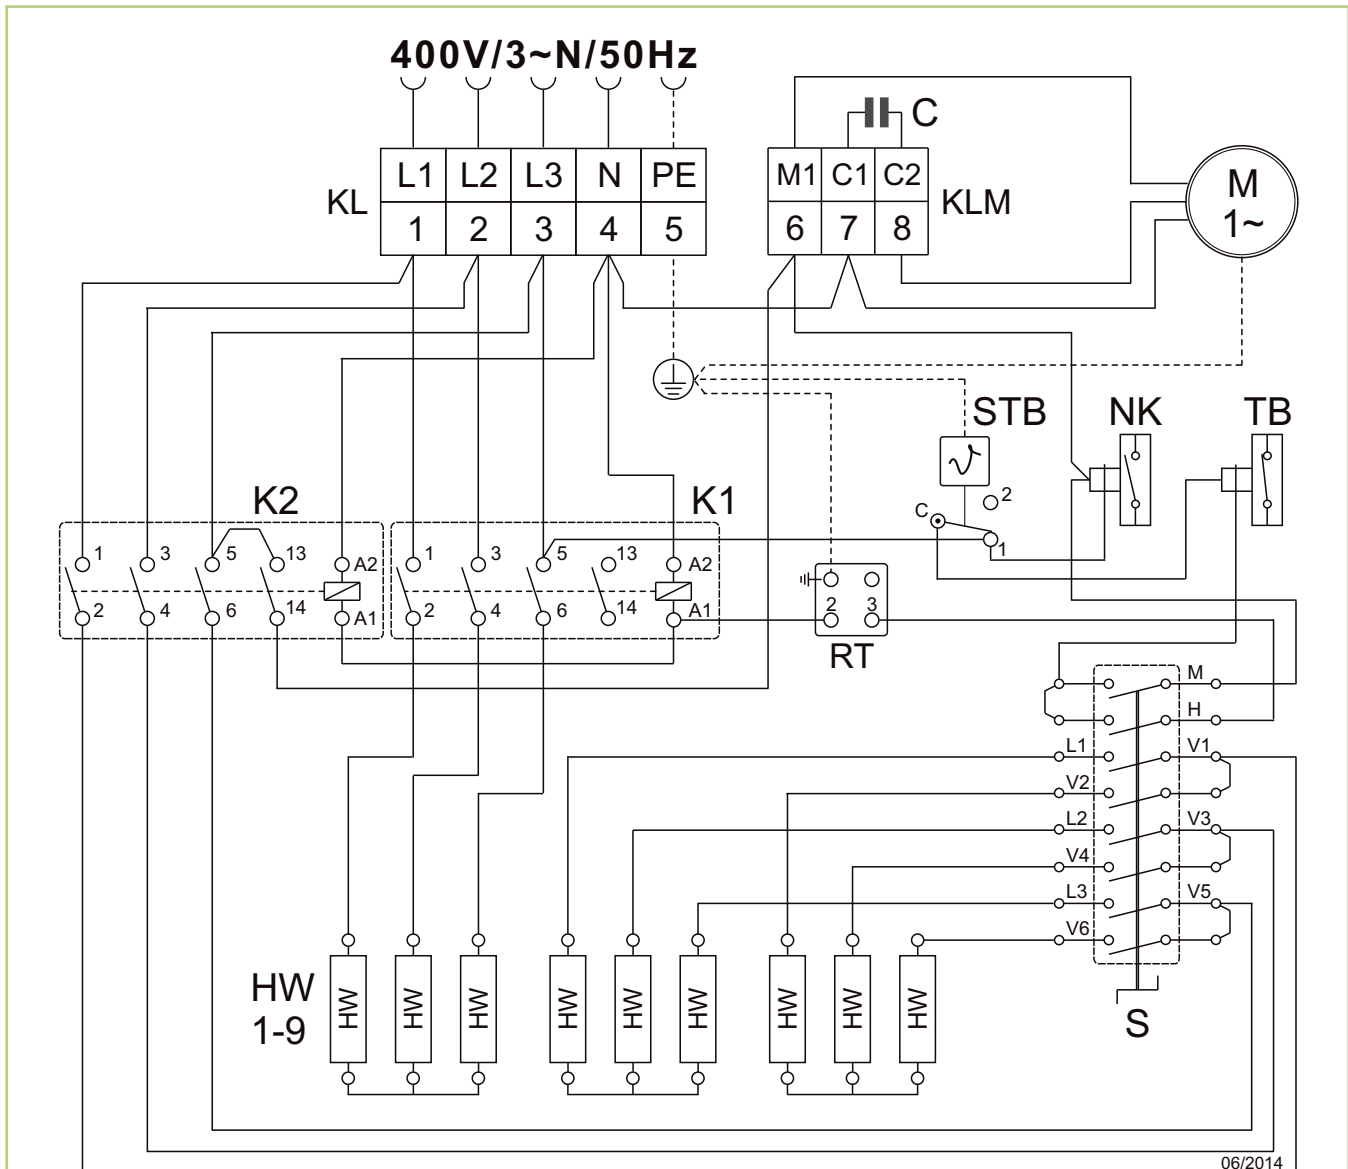 400V/3~N/50Hz
C
L1 L2 L3 N PE
M1 C1 C2
M
1~
KL
KLM
1 2 3 4 5
6 7 8
STB NK TB
K2
K1
2
C
1
1 3 5 13 A2
1 3 5 13 A2
2 4 6 14 A1
2 4 6 14 A1
2 3
RT
M
H
L1 V1
V2
L2 V3
V4
L3 V5
V6
HW
1-9
HW HW HW HW HW HW HW HW HW
S
06/2014